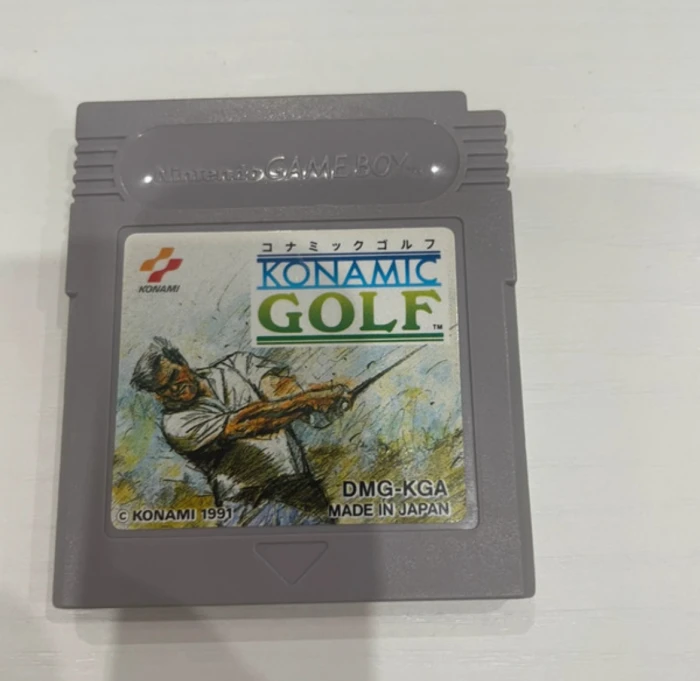 Nintendo GAME BOY TM
コナミックゴルフ
KONAMIC
GOLF™
KONAMI
DMG-KGA
© KONAMI 1991
MADE IN JAPAN